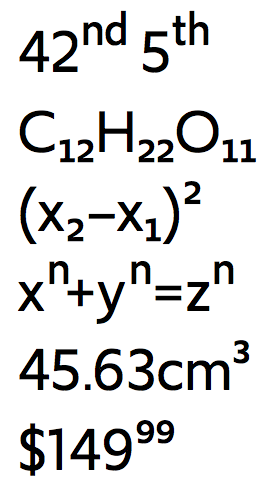 42ⁿᵈ 5ᵗʰ
C₁₂H₂₂O₁₁
(x₂–x₁)²
xⁿ+yⁿ=zⁿ
45.63cm³
$149⁹⁹